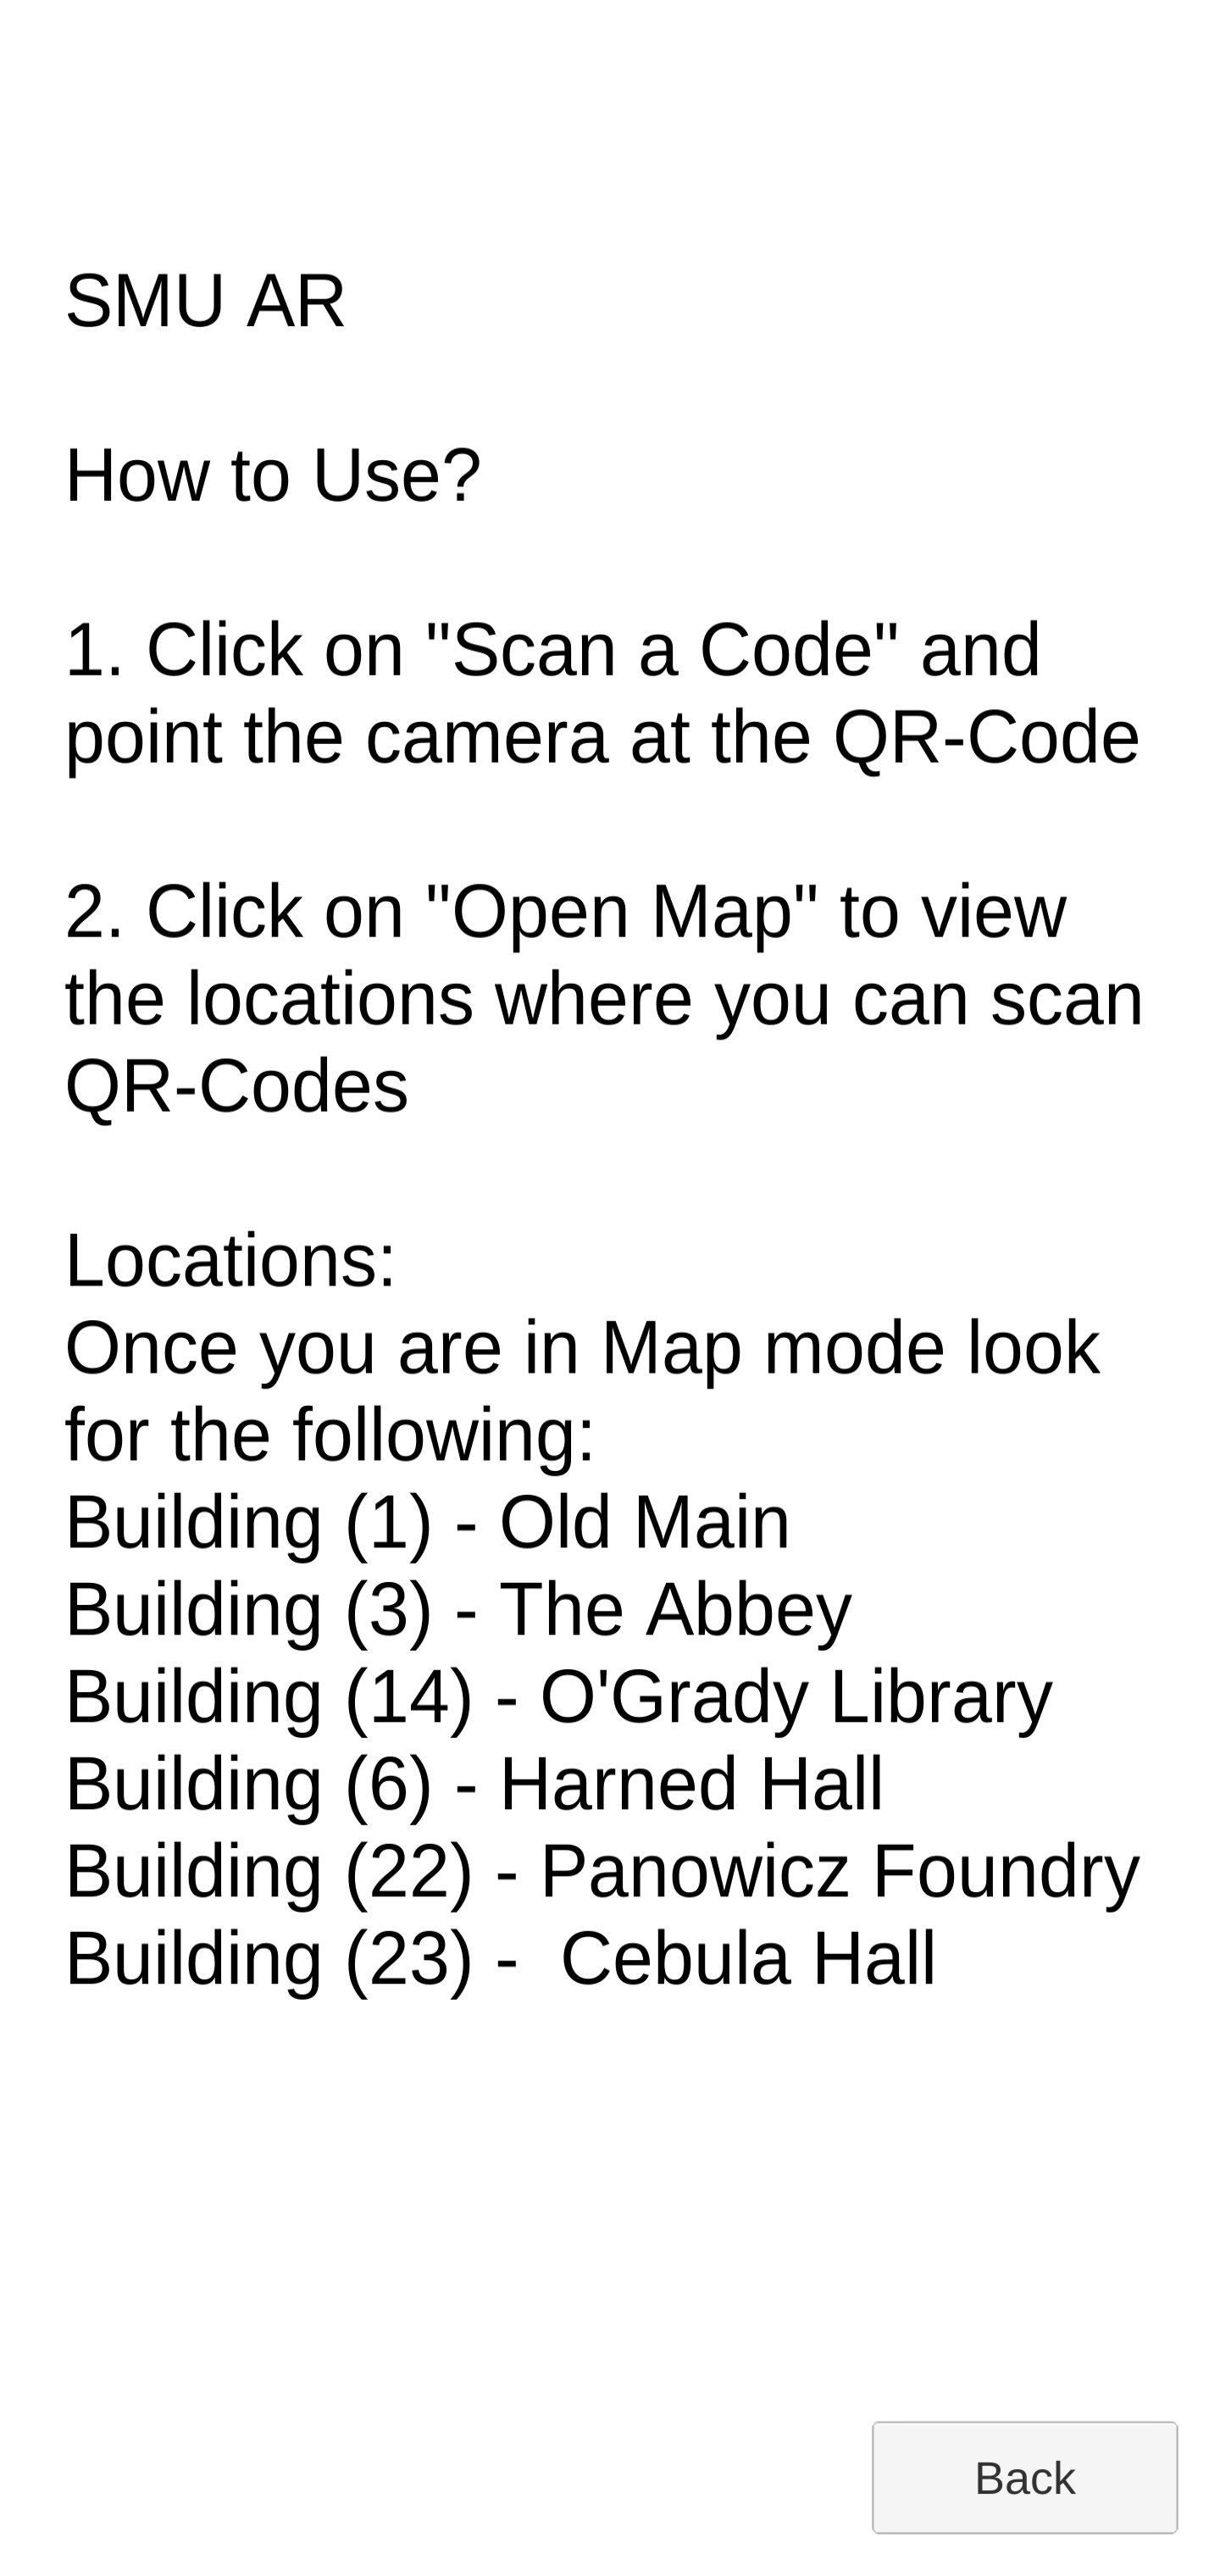 SMU AR
How to Use?
1. Click on "Scan a Code" and
point the camera at the QR-Code
2. Click on "Open Map" to view
the locations where you can scan
QR-Codes
Locations:
Once you are in Map mode look
for the following:
Building (1) - Old Main
Building (3) - The Abbey
Building (14) - O'Grady Library
Building (6) - Harned Hall
Building (22) - Panowicz Foundry
Building (23) -  Cebula Hall
Back